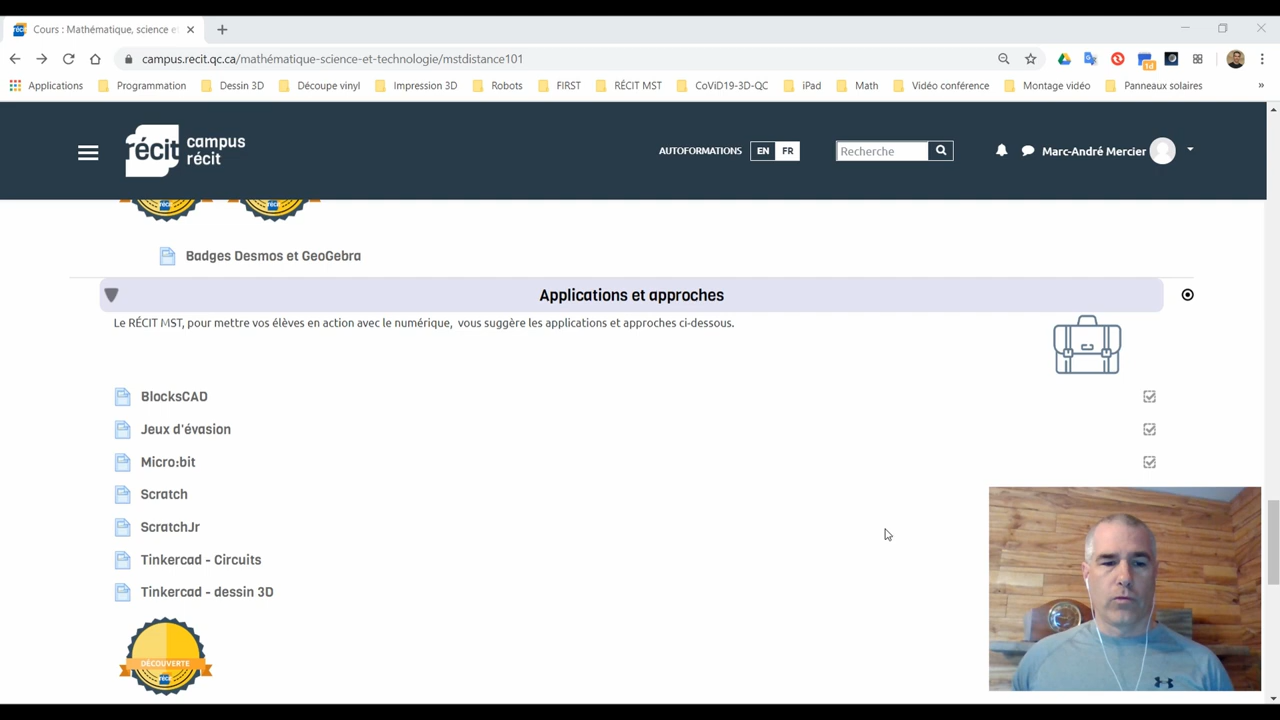 Cours : Mathématique, science e
campus.recit.qc.ca/mathématique-science-et-technologie/mstdistance101
1d
Applications
Programmation
Dessin 3D
Découpe vinyl
Impression 3D
Robots
FIRST
RÉCIT MST
CoViD19-3D-QC
iPad
Math
Vidéo conférence
Montage vidéo
Panneaux solaires
»
récit campus
récit
AUTOFORMATIONS EN FR
Recherche
Marc-André Mercier
Badges Desmos et GeoGebra
Applications et approches
Le RÉCIT MST, pour mettre vos élèves en action avec le numérique, vous suggère les applications et approches ci-dessous.
BlocksCAD
Jeux d'évasion
Micro:bit
Scratch
ScratchJr
Tinkercad - Circuits
Tinkercad - dessin 3D
DÉCOUVERTE
récit